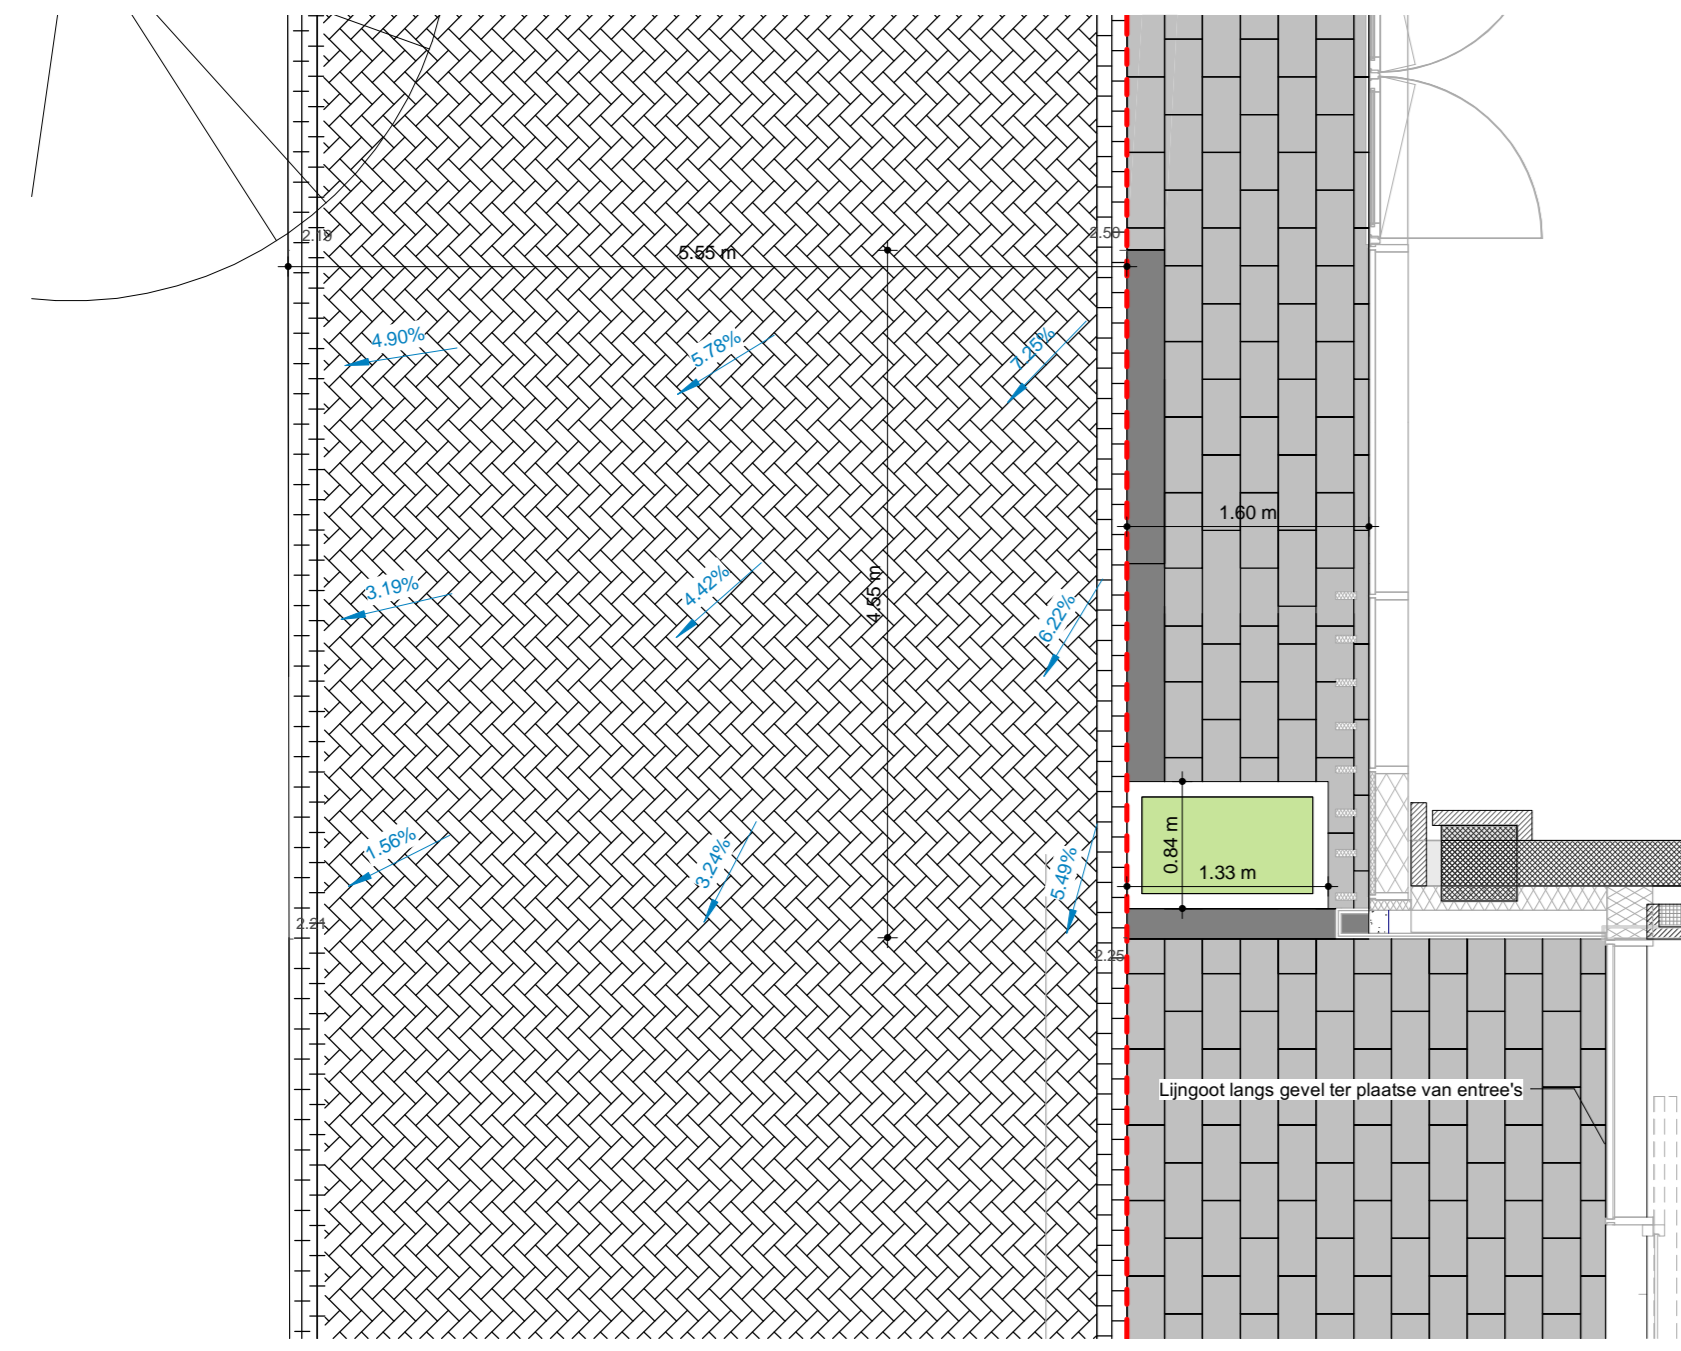 2.19
2.50
5.55 m
4.90%
5.78%
7.25%
1.60 m
3.19%
4.42%
4.55 m
6.22%
1.56%
3.24%
5.49%
0.84 m
1.33 m
2.21
2.25
Lijngoot langs gevel ter plaatse van entree's